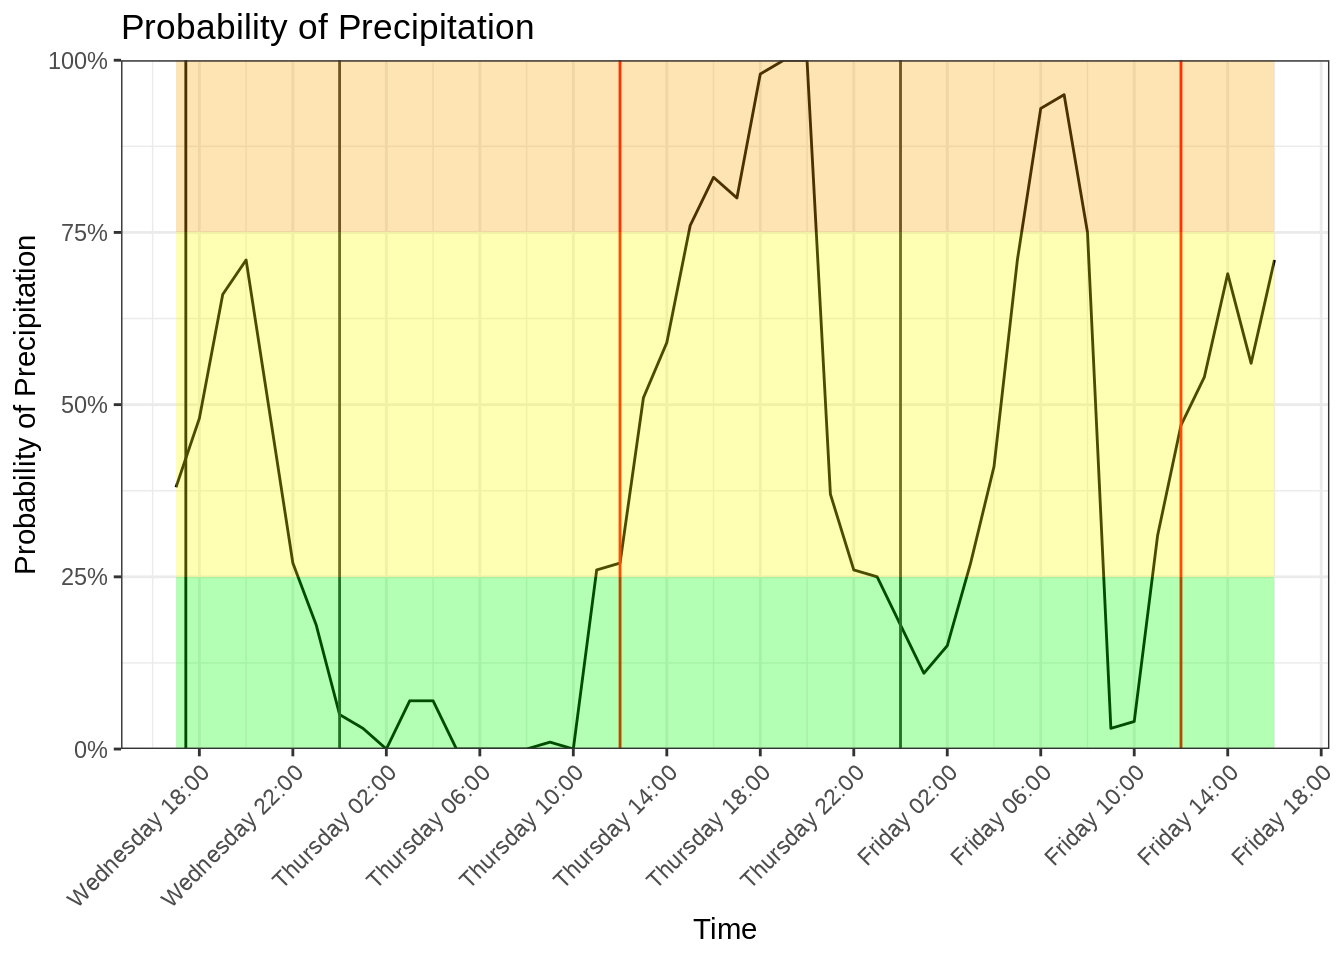 Probability of Precipitation
100%
75%
50%
25%
0%
Probability of Precipitation
Wednesday 18:00
Wednesday 22:00
Thursday 02:00
Thursday 06:00
Thursday 10:00
Thursday 14:00
Thursday 18:00
Thursday 22:00
Friday 02:00
Friday 06:00
Friday 10:00
Friday 14:00
Friday 18:00
Time